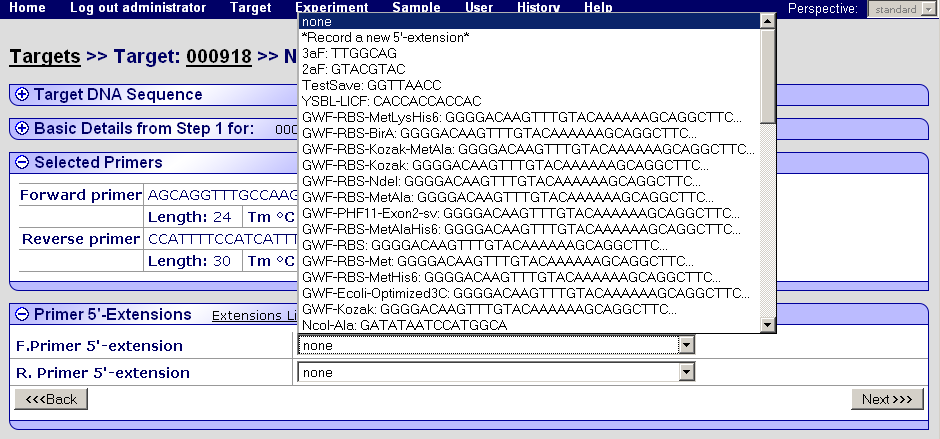 Home Log out administrator Target Experiment Sample User History Help Perspective: standard
Targets >> Target: 000918 >> N
Target DNA Sequence
Basic Details from Step 1 for: 000
Selected Primers
Forward primer AGCAGGTTTGCCAAG
Length: 24 Tm °C
Reverse primer CCATTTTCCATCATTT
Length: 30 Tm °C
none
*Record a new 5'-extension*
3aF: TTGGCAG
2aF: GTACGTAC
TestSave: GGTTAACC
YSBL-LICF: CACCACCACCAC
GWF-RBS-MetLysHis6: GGGGACAAGTTTGTACAAAAAAGCAGGCTTC...
GWF-RBS-BirA: GGGGACAAGTTTGTACAAAAAAGCAGGCTTC...
GWF-RBS-Kozak-MetAla: GGGGACAAGTTTGTACAAAAAAGCAGGCTTC...
GWF-RBS-Kozak: GGGGACAAGTTTGTACAAAAAAGCAGGCTTC...
GWF-RBS-NdeI: GGGGACAAGTTTGTACAAAAAAGCAGGCTTC...
GWF-RBS-MetAla: GGGGACAAGTTTGTACAAAAAAGCAGGCTTC...
GWF-PHF11-Exon2-sv: GGGGACAAGTTTGTACAAAAAAGCAGGCTTC...
GWF-RBS-MetAlaHis6: GGGGACAAGTTTGTACAAAAAAGCAGGCTTC...
GWF-RBS: GGGGACAAGTTTGTACAAAAAAGCAGGCTTC...
GWF-RBS-Met: GGGGACAAGTTTGTACAAAAAAGCAGGCTTC...
GWF-RBS-MetHis6: GGGGACAAGTTTGTACAAAAAAGCAGGCTTC...
GWF-Ecoli-Optimized3C: GGGGACAAGTTTGTACAAAAAAGCAGGCTTC...
GWF-Kozak: GGGGACAAGTTTGTACAAAAAAGCAGGCTTC...
NcoI-Ala: GATATAATCCATGGCA
Primer 5'-Extensions Extensions Li
F.Primer 5'-extension none
R. Primer 5'-extension none
<<<Back Next>>>